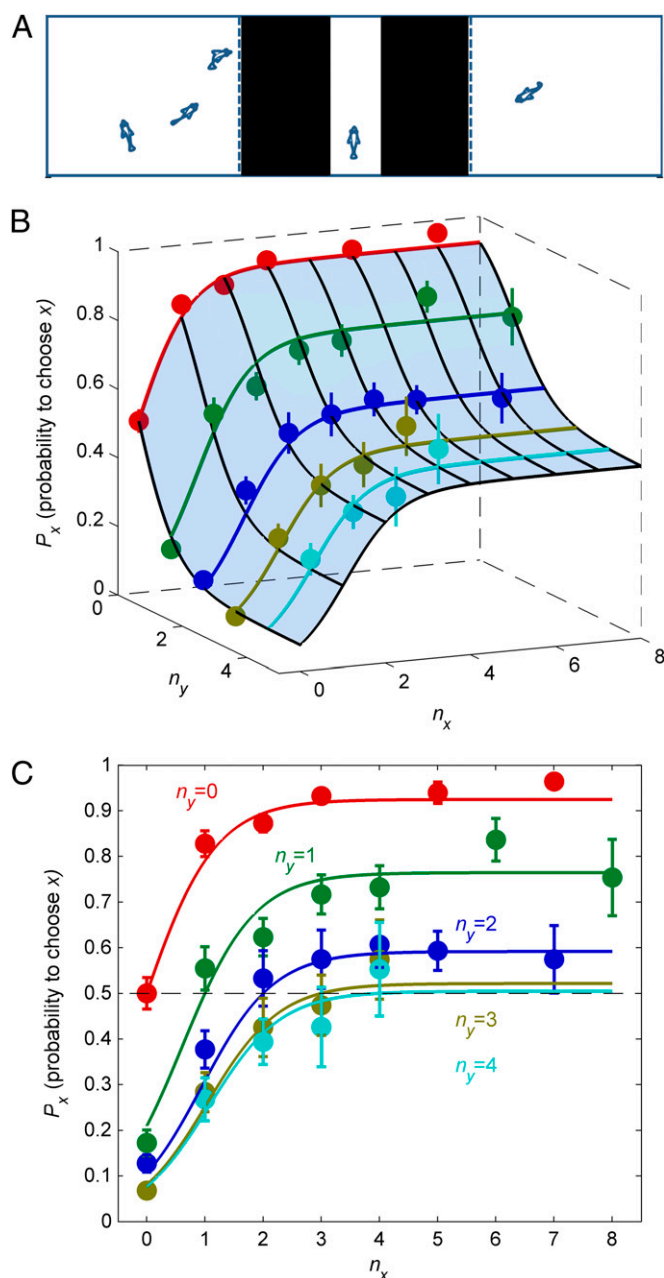 A
B
1
0.8
0.6
0.4
0.2
0
P_x (probability to choose x)
0
2
4
n_y
0
2
4
6
8
n_x
C
1
0.9
0.8
0.7
0.6
0.5
0.4
0.3
0.2
0.1
0
P_x (probability to choose x)
n_y=0
n_y=1
n_y=2
n_y=3
n_y=4
0 1 2 3 4 5 6 7 8
n_x